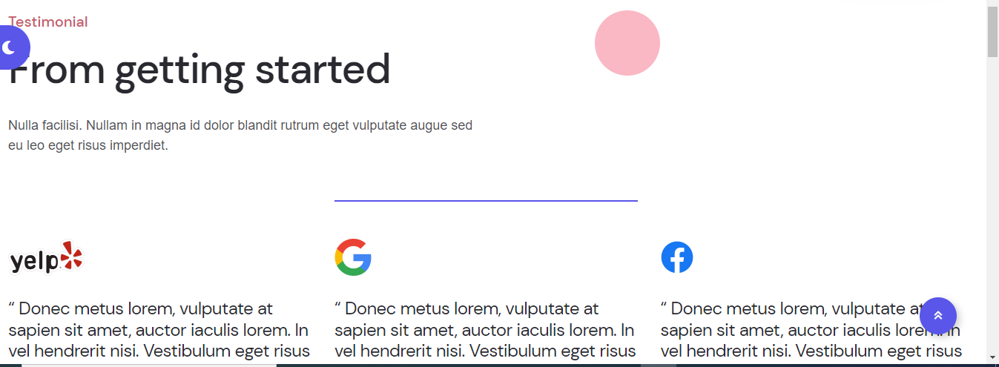 Testimonial
From getting started
Nulla facilisi. Nullam in magna id dolor blandit rutrum eget vulputate augue sed
eu leo eget risus imperdiet.
yelp
“ Donec metus lorem, vulputate at
sapien sit amet, auctor iaculis lorem. In
vel hendrerit nisi. Vestibulum eget risus
“ Donec metus lorem, vulputate at
sapien sit amet, auctor iaculis lorem. In
vel hendrerit nisi. Vestibulum eget risus
“ Donec metus lorem, vulputate at
sapien sit amet, auctor iaculis lorem. In
vel hendrerit nisi. Vestibulum eget risus